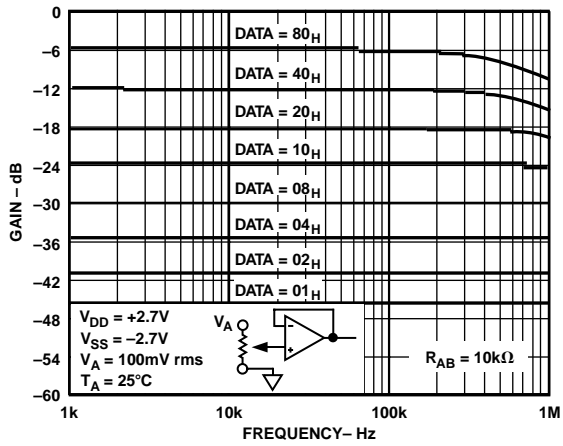 0
–6
–12
–18
–24
–30
–36
–42
–48
–54
–60
GAIN – dB
DATA = 80H
DATA = 40H
DATA = 20H
DATA = 10H
DATA = 08H
DATA = 04H
DATA = 02H
DATA = 01H
VDD = +2.7V
VSS = –2.7V
VA = 100mV rms
TA = 25°C
VA
–
+
RAB = 10kΩ
1k
10k
100k
1M
FREQUENCY– Hz